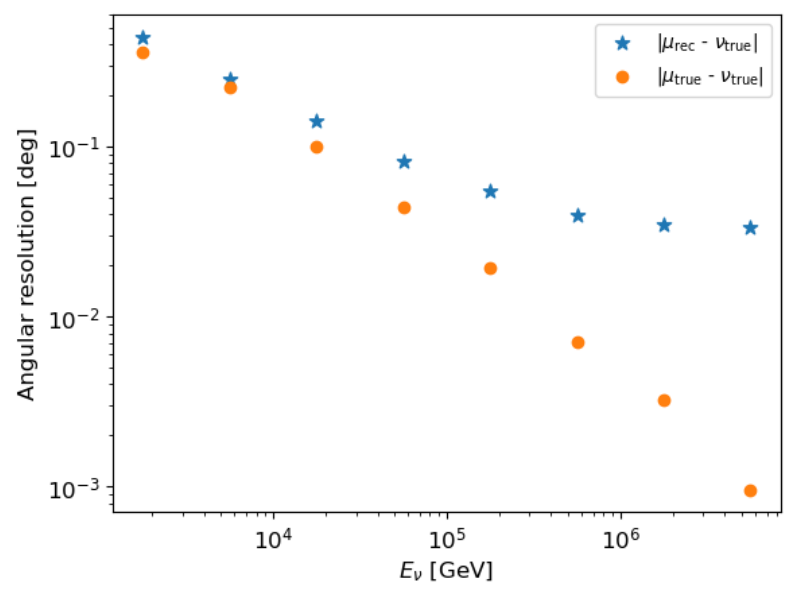 |μrec - νtrue|
|μtrue - νtrue|
Angular resolution [deg]
10⁻¹
10⁻²
10⁻³
10⁴ 10⁵ 10⁶
Eν [GeV]